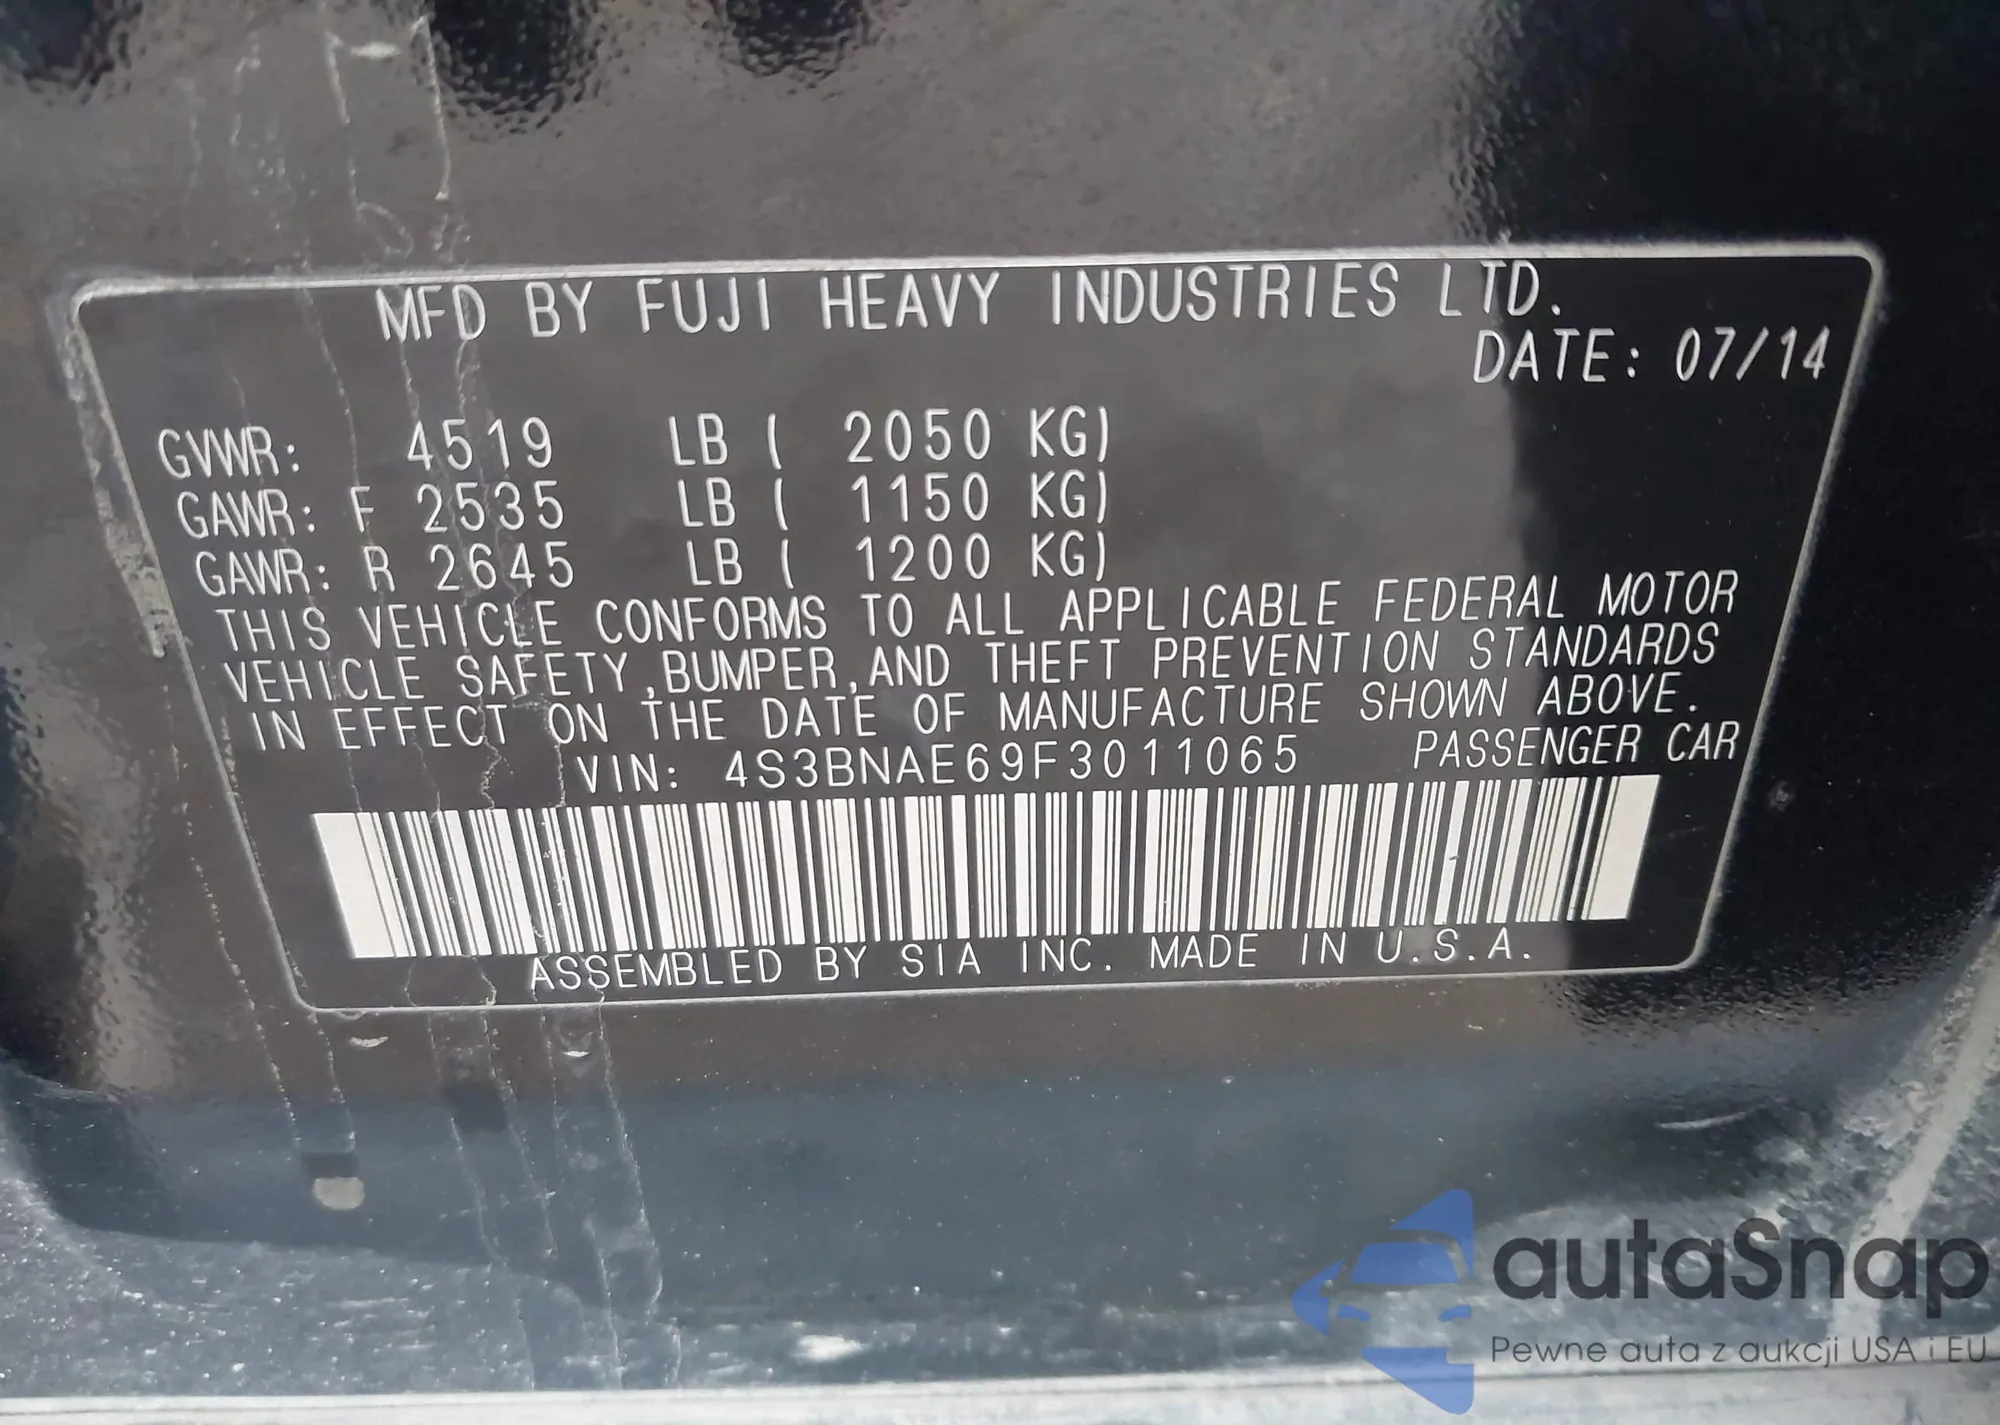 MFD BY FUJI HEAVY INDUSTRIES LTD.
DATE: 07/14
GVWR: 4519 LB ( 2050 KG)
GAWR: F 2535 LB ( 1150 KG)
GAWR: R 2645 LB ( 1200 KG)
THIS VEHICLE CONFORMS TO ALL APPLICABLE FEDERAL MOTOR
VEHICLE SAFETY,BUMPER,AND THEFT PREVENTION STANDARDS
IN EFFECT ON THE DATE OF MANUFACTURE SHOWN ABOVE.
VIN: 4S3BNAE69F3011065 PASSENGER CAR
ASSEMBLED BY SIA INC. MADE IN U.S.A.
autaSnap
Pewne auta z aukcji USA i EU